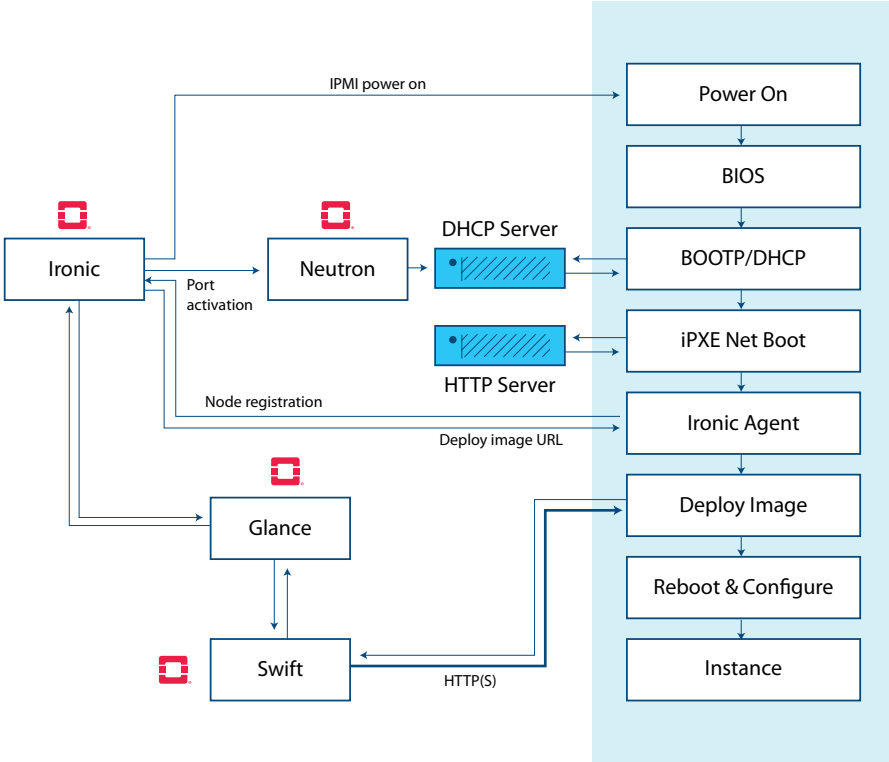 IPMI power on
Power On
BIOS
DHCP Server
Ironic
Neutron
BOOTP/DHCP
Port
activation
iPXE Net Boot
HTTP Server
Node registration
Ironic Agent
Deploy image URL
Glance
Deploy Image
Reboot & Configure
Swift
Instance
HTTP(S)